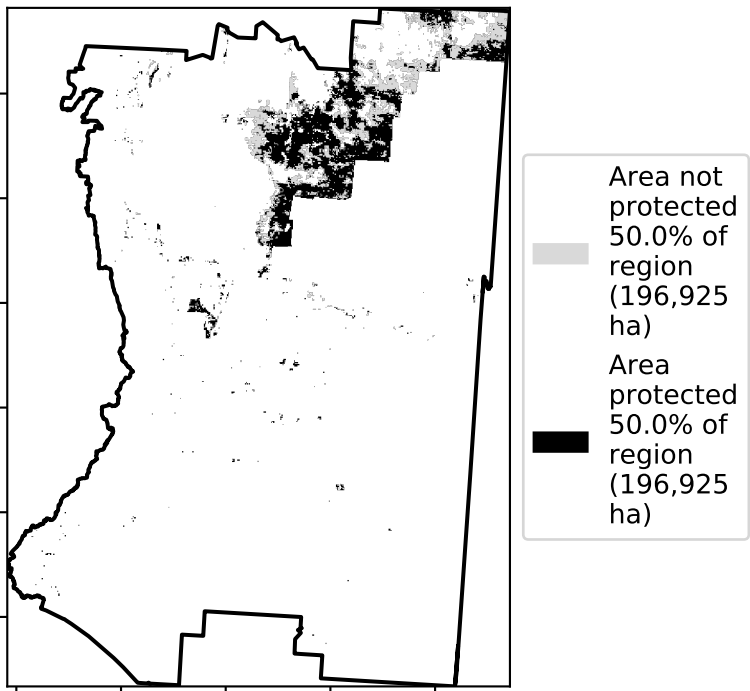 Area not
protected
50.0% of
region
(196,925
ha)
Area
protected
50.0% of
region
(196,925
ha)